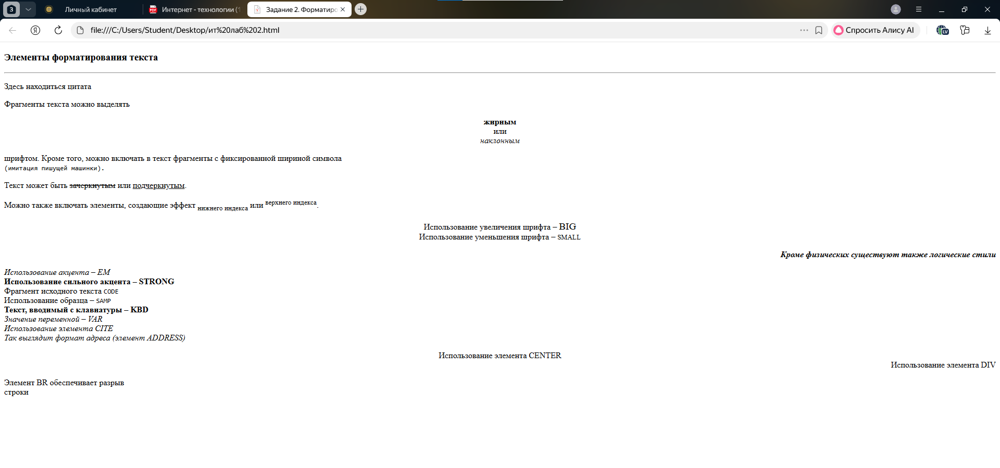 3
Личный кабинет
PDF
Интернет - технологии (1
Y
Задание 2. Форматиро
Я
file:///C:/Users/Student/Desktop/ит%20лаб%202.html
Спросить Алису AI
LV
Элементы форматирования текста
Здесь находиться цитата
Фрагменты текста можно выделять
жирным
или
наклонным
шрифтом. Кроме того, можно включать в текст фрагменты с фиксированной шириной символа
(имитация пишущей машинки).
Текст может быть зачеркнутым или подчеркнутым.
Можно также включать элементы, создающие эффект нижнего индекса или верхнего индекса.
Использование увеличения шрифта – BIG
Использование уменьшения шрифта – SMALL
Кроме физических существуют также логические стили
Использование акцента – EM
Использование сильного акцента – STRONG
Фрагмент исходного текста CODE
Использование образца – SAMP
Текст, вводимый с клавиатуры – KBD
Значение переменной – VAR
Использование элемента CITE
Так выглядит формат адреса (элемент ADDRESS)
Использование элемента CENTER
Использование элемента DIV
Элемент BR обеспечивает разрыв
строки